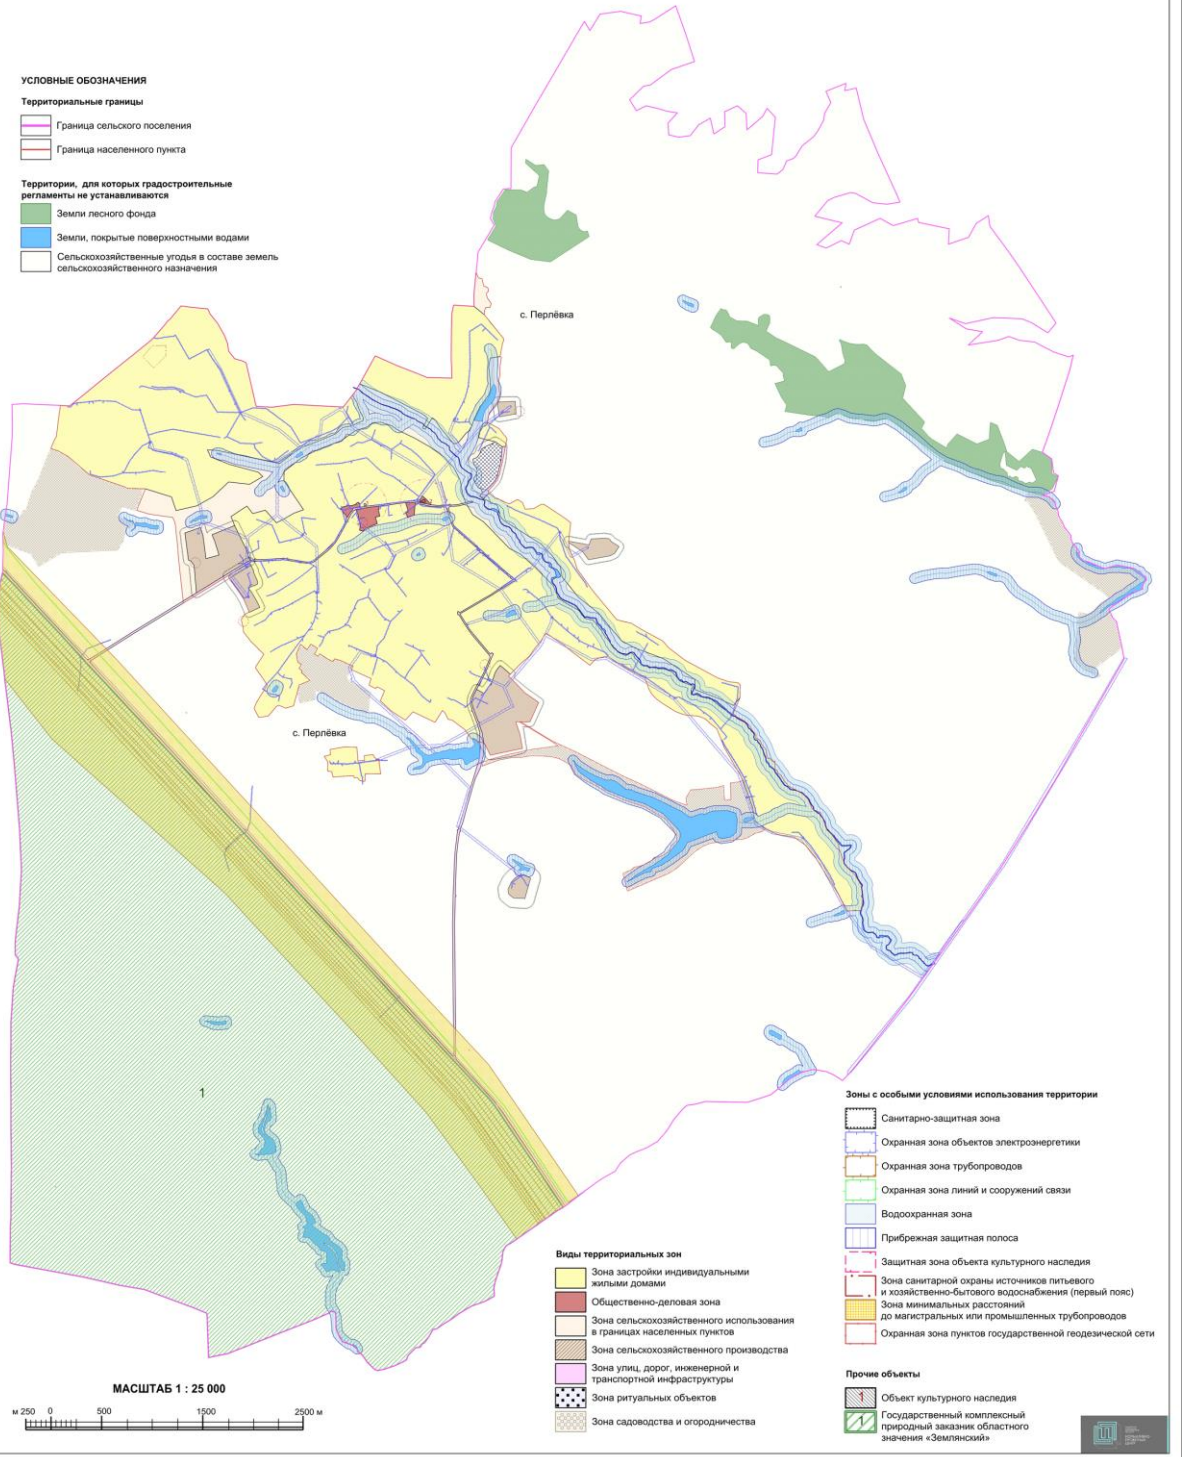 УСЛОВНЫЕ ОБОЗНАЧЕНИЯ
Территориальные границы
Граница сельского поселения
Граница населенного пункта
Территории, для которых градостроительные
регламенты не устанавливаются
Земли лесного фонда
Земли, покрытые поверхностными водами
Сельскохозяйственные угодья в составе земель
сельскохозяйственного назначения
с. Перлёвка
с. Перлёвка
1
Зоны с особыми условиями использования территории
Санитарно-защитная зона
Охранная зона объектов электроэнергетики
Охранная зона трубопроводов
Охранная зона линий и сооружений связи
Водоохранная зона
Прибрежная защитная полоса
Защитная зона объекта культурного наследия
Зона санитарной охраны источников питьевого
и хозяйственно-бытового водоснабжения (первый пояс)
Зона минимальных расстояний
до магистральных или промышленных трубопроводов
Охранная зона пунктов государственной геодезической сети
Виды территориальных зон
Зона застройки индивидуальными
жилыми домами
Общественно-деловая зона
Зона сельскохозяйственного использования
в границах населенных пунктов
Зона сельскохозяйственного производства
Зона улиц, дорог, инженерной и
транспортной инфраструктуры
Зона ритуальных объектов
Зона садоводства и огородничества
Прочие объекты
1 Объект культурного наследия
1 Государственный комплексный
природный заказник областного
значения «Землянский»
МАСШТАБ 1 : 25 000
м 250 0 500 1500 2500 м